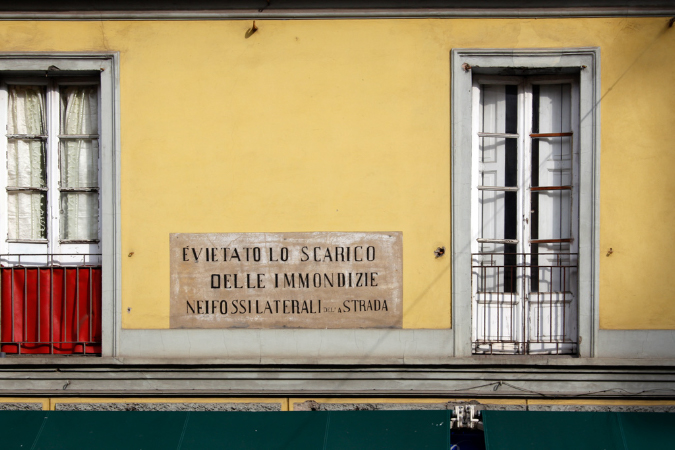 É VIETATO LO SCARICO
DELLE IMMONDIZIE
NEI FOSSI LATERALI DELLA STRADA